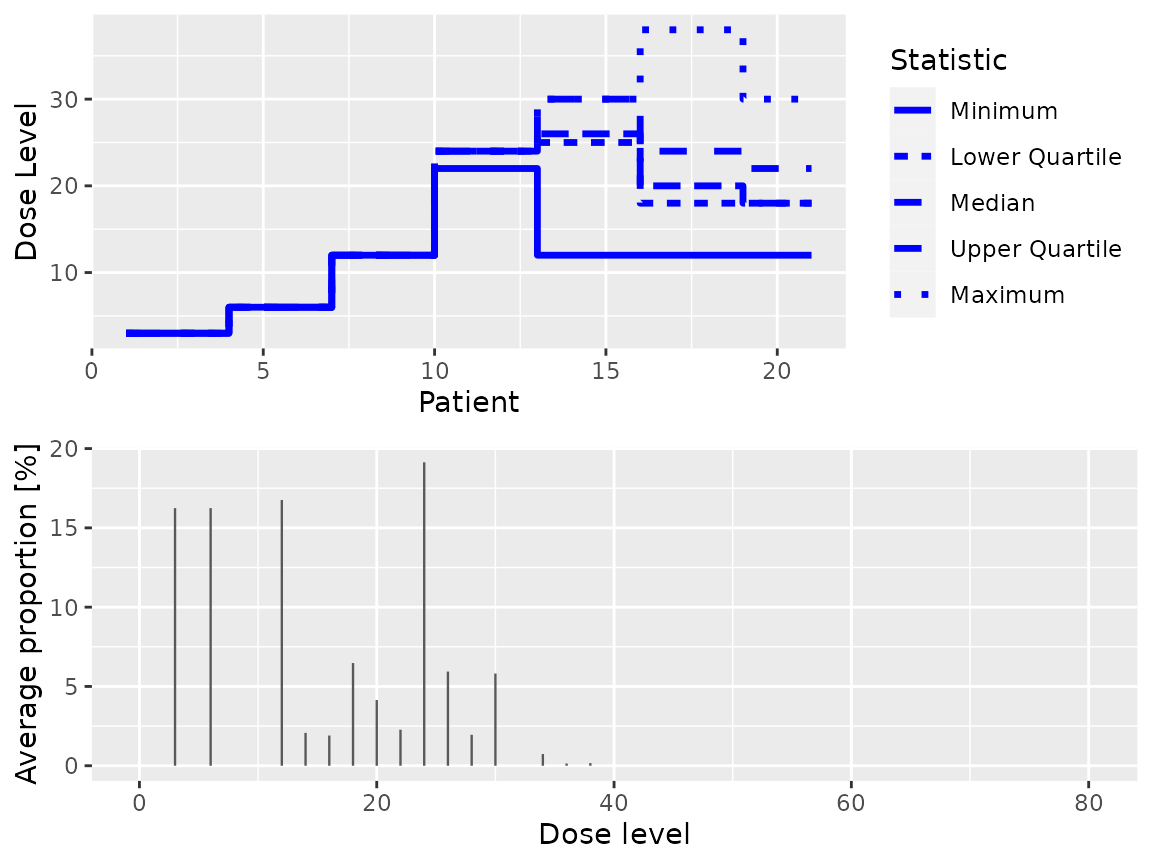 Dose Level
30
20
10
0 5 10 15 20
Patient
Statistic
Minimum
Lower Quartile
Median
Upper Quartile
Maximum
Average proportion [%]
20
15
10
5
0
0 20 40 60 80
Dose level